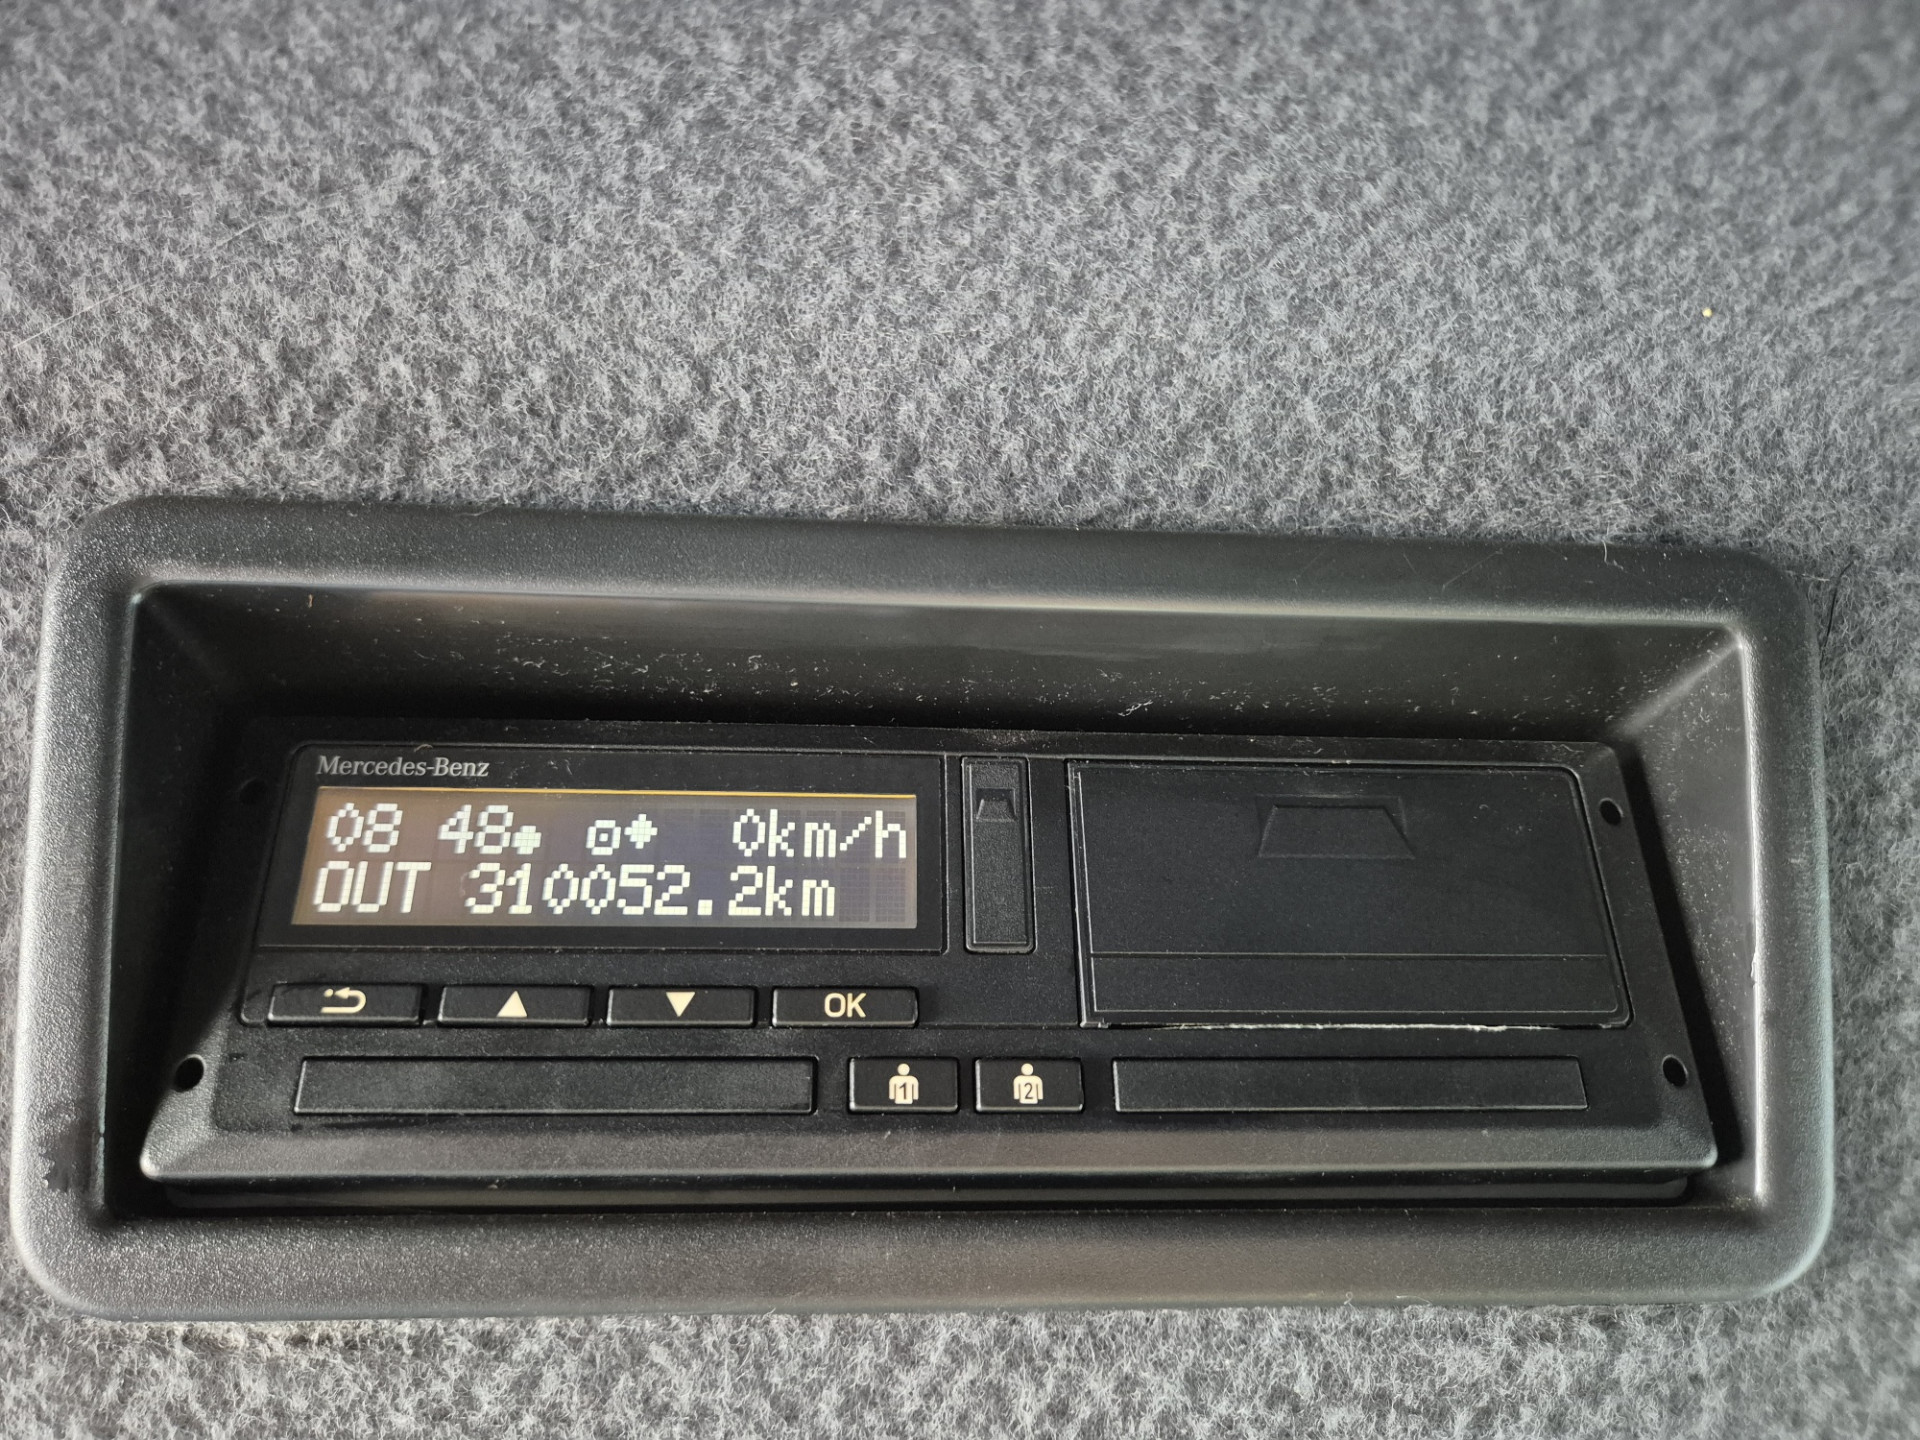 Mercedes-Benz
08 48 0km/h
OUT 310052.2km
OK
1 2